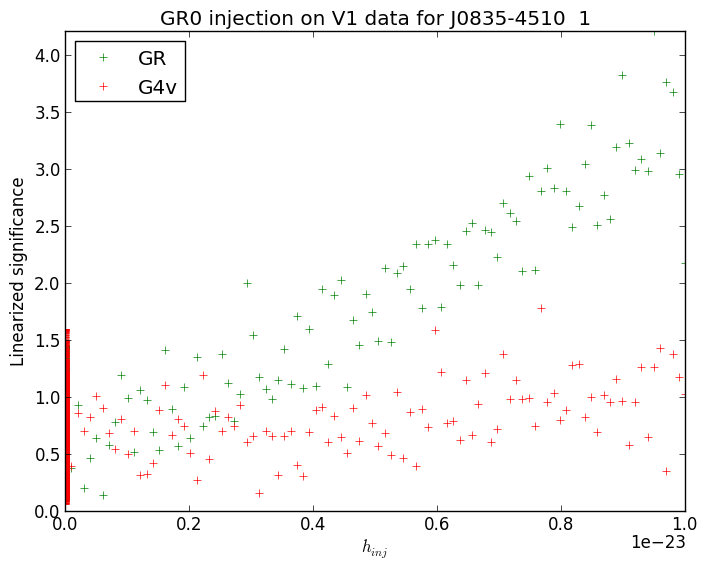 GR0 injection on V1 data for J0835-4510  1
GR
G4v
Linearized significance
4.0
3.5
3.0
2.5
2.0
1.5
1.0
0.5
0.0
0.0 0.2 0.4 0.6 0.8 1.0
1e−23
h_inj